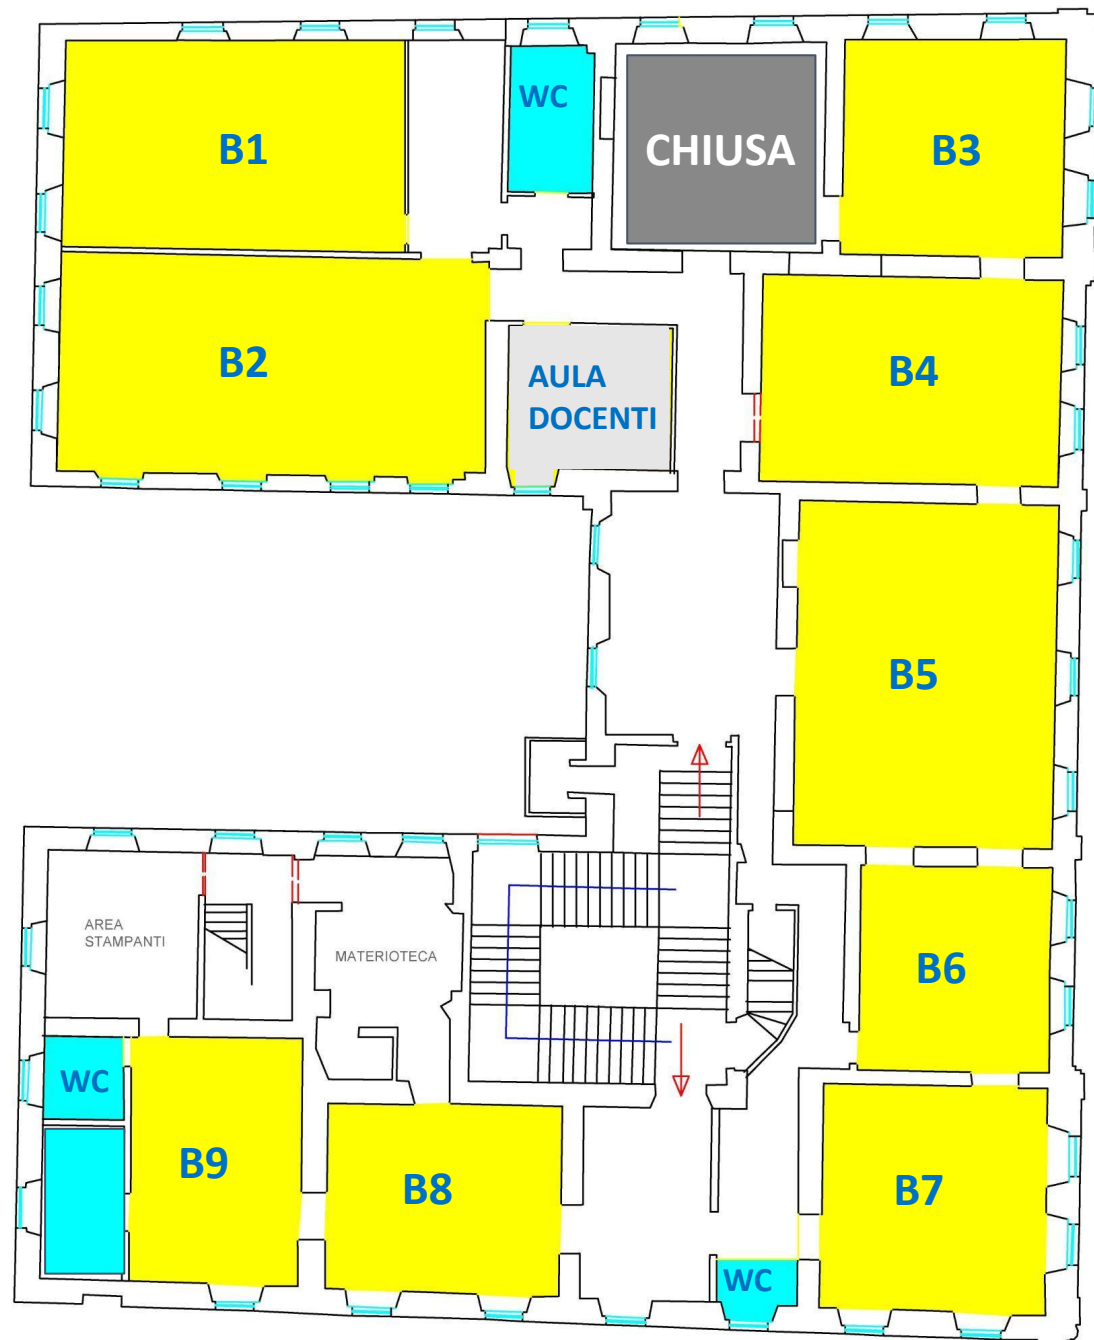 WC
B1
CHIUSA
B3
B2
AULA
DOCENTI
B4
B5
AREA
STAMPANTI
MATERIOTECA
B6
WC
B9
B8
B7
WC